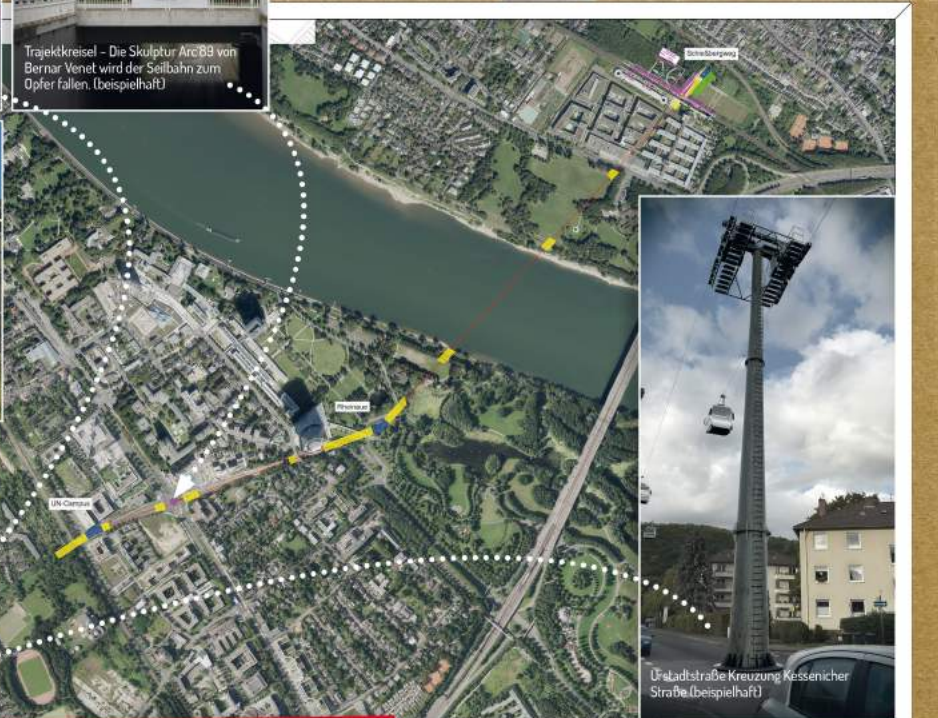 Trajektkreisel – Die Skulptur Arc'89 von
Bernar Venet wird der Seilbahn zum
Opfer fallen. (beispielhaft)
Schießbergweg
Rheinaue
UN-Campus
Urstadtstraße Kreuzung Kessenicher
Straße.(beispielhaft)